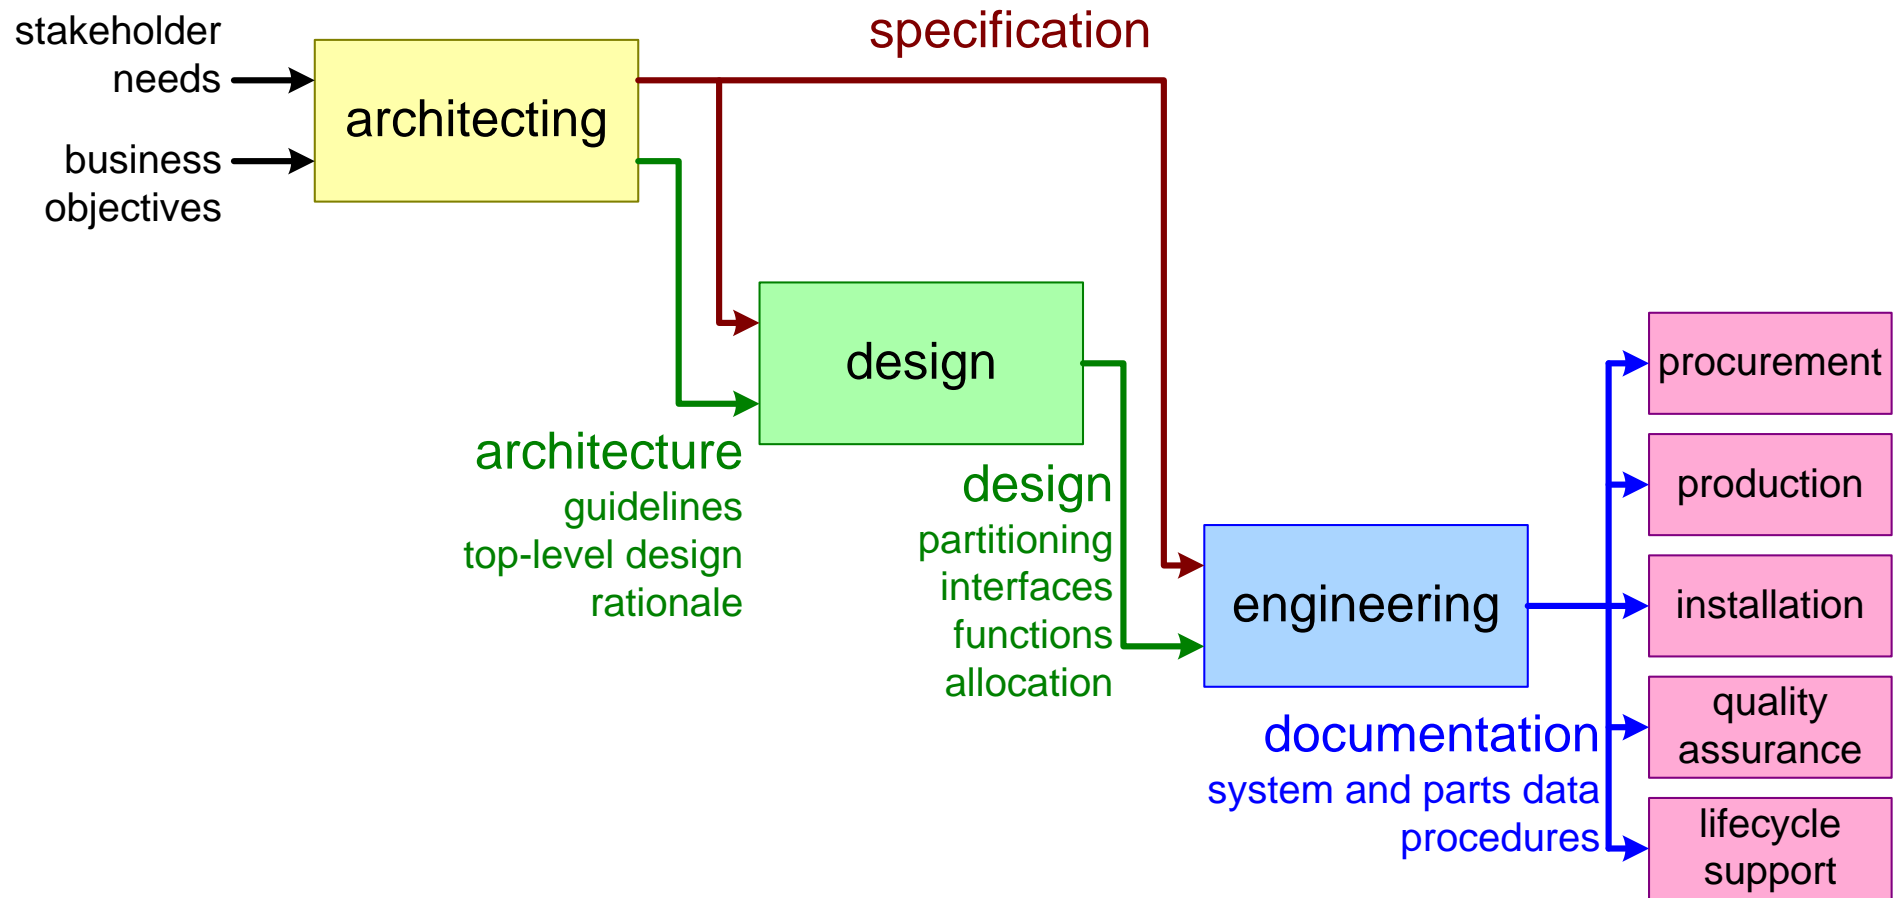 stakeholder
needs
business
objectives
architecting
specification
design
architecture
guidelines
top-level design
rationale
design
partitioning
interfaces
functions
allocation
engineering
documentation
system and parts data
procedures
procurement
production
installation
quality
assurance
lifecycle
support